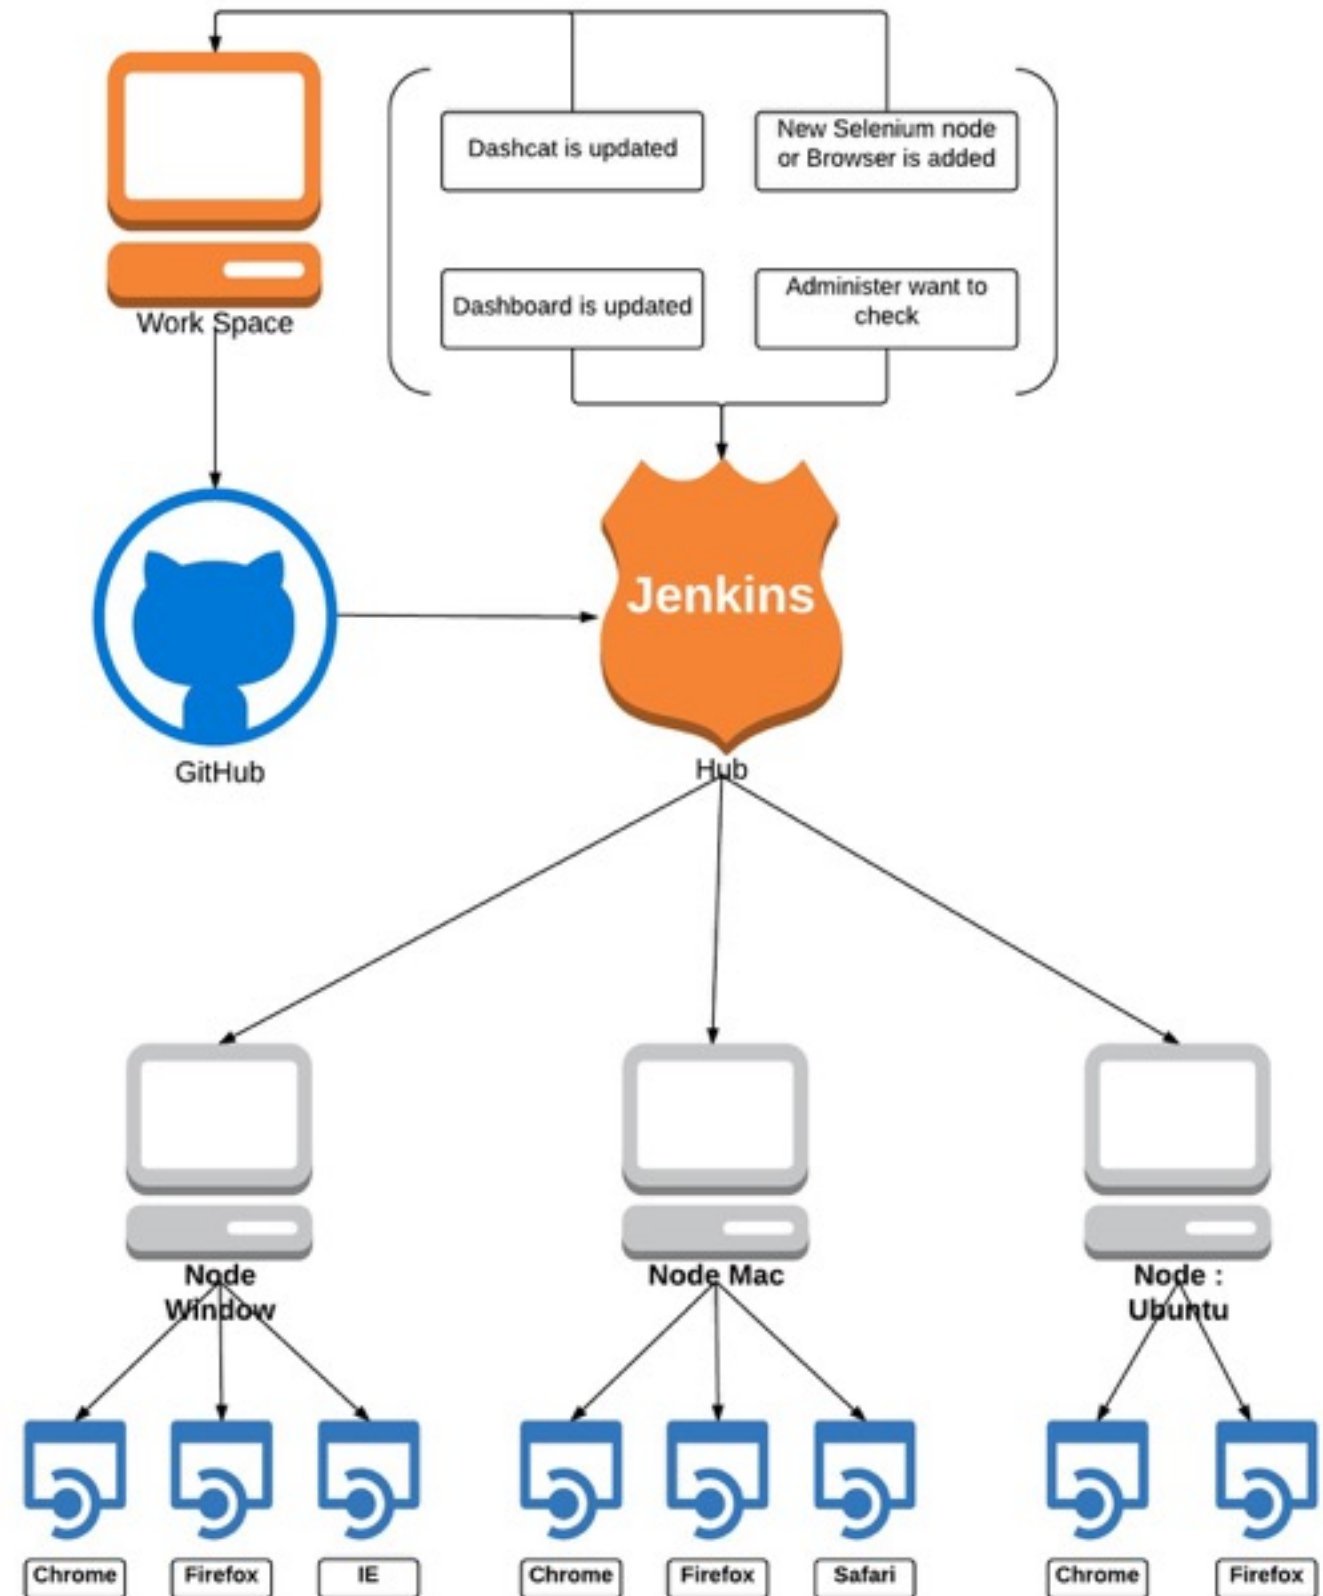 Dashcat is updated
New Selenium node
or Browser is added
Dashboard is updated
Administer want to
check
Work Space
Jenkins
GitHub
Hub
Node
Window
Node Mac
Node :
Ubuntu
Chrome
Firefox
IE
Chrome
Firefox
Safari
Chrome
Firefox